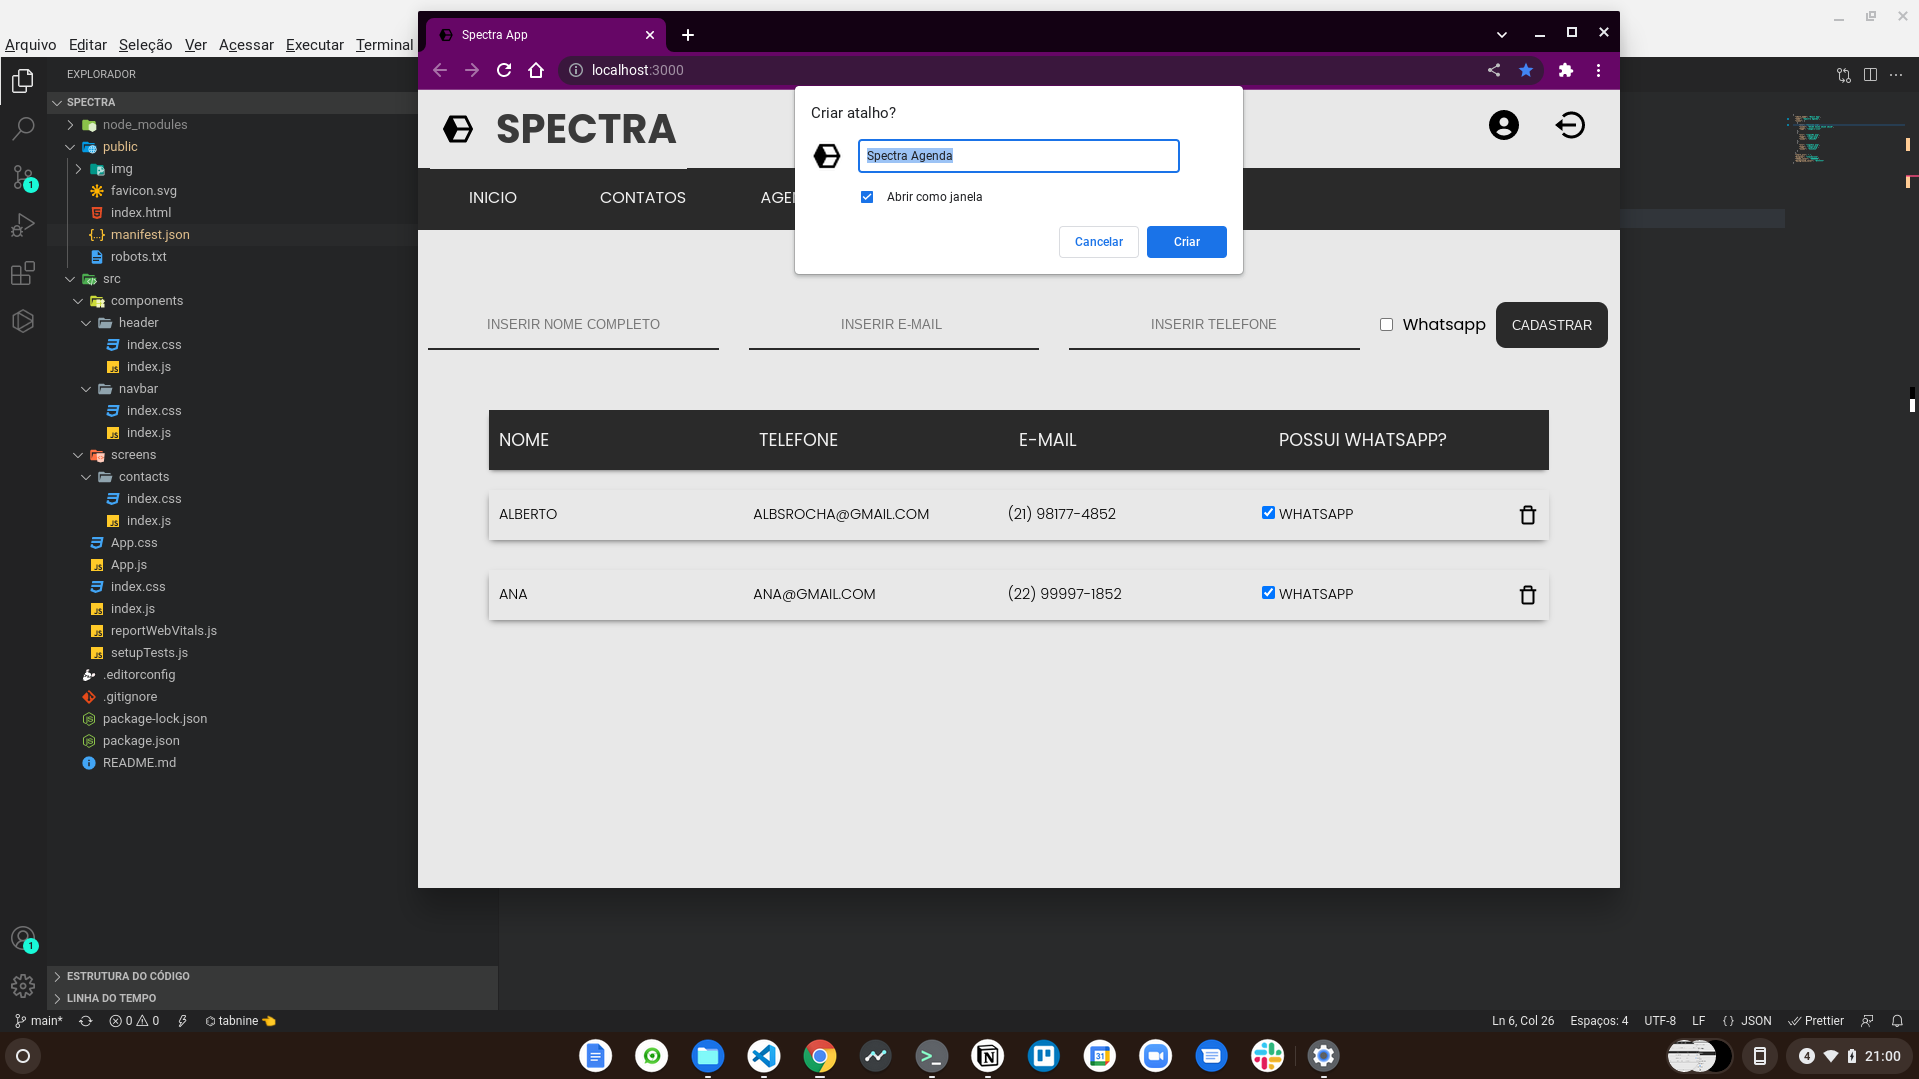 Arquivo Editar Seleção Ver Acessar Executar Terminal
EXPLORADOR
SPECTRA
node_modules
public
img
favicon.svg
index.html
manifest.json
robots.txt
src
components
header
index.css
index.js
navbar
index.css
index.js
screens
contacts
index.css
index.js
App.css
App.js
index.css
index.js
reportWebVitals.js
setupTests.js
.editorconfig
.gitignore
package-lock.json
package.json
README.md
ESTRUTURA DO CÓDIGO
LINHA DO TEMPO
1
1
Spectra App
localhost:3000
SPECTRA
INICIO CONTATOS AGE
Criar atalho?
Spectra Agenda
Abrir como janela
Cancelar Criar
INSERIR NOME COMPLETO INSERIR E-MAIL INSERIR TELEFONE Whatsapp CADASTRAR
NOME TELEFONE E-MAIL POSSUI WHATSAPP?
ALBERTO ALBSROCHA@GMAIL.COM (21) 98177-4852 WHATSAPP
ANA ANA@GMAIL.COM (22) 99997-1852 WHATSAPP
main* 0 0 tabnine Ln 6, Col 26 Espaços: 4 UTF-8 LF {} JSON Prettier
31
4 21:00